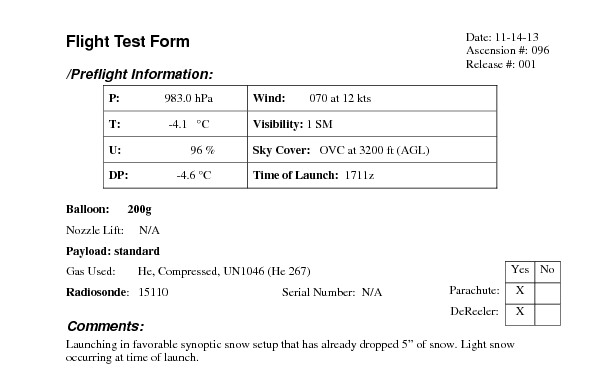 Flight Test Form
Date: 11-14-13
Ascension #: 096
Release #: 001
/Preflight Information:
P: 983.0 hPa Wind: 070 at 12 kts
T: -4.1 °C Visibility: 1 SM
U: 96 % Sky Cover: OVC at 3200 ft (AGL)
DP: -4.6 °C Time of Launch: 1711z
Balloon: 200g
Nozzle Lift: N/A
Payload: standard
Gas Used: He, Compressed, UN1046 (He 267)
Yes No
Radiosonde: 15110 Serial Number: N/A
Parachute: X
DeReeler: X
Comments:
Launching in favorable synoptic snow setup that has already dropped 5” of snow. Light snow
occurring at time of launch.